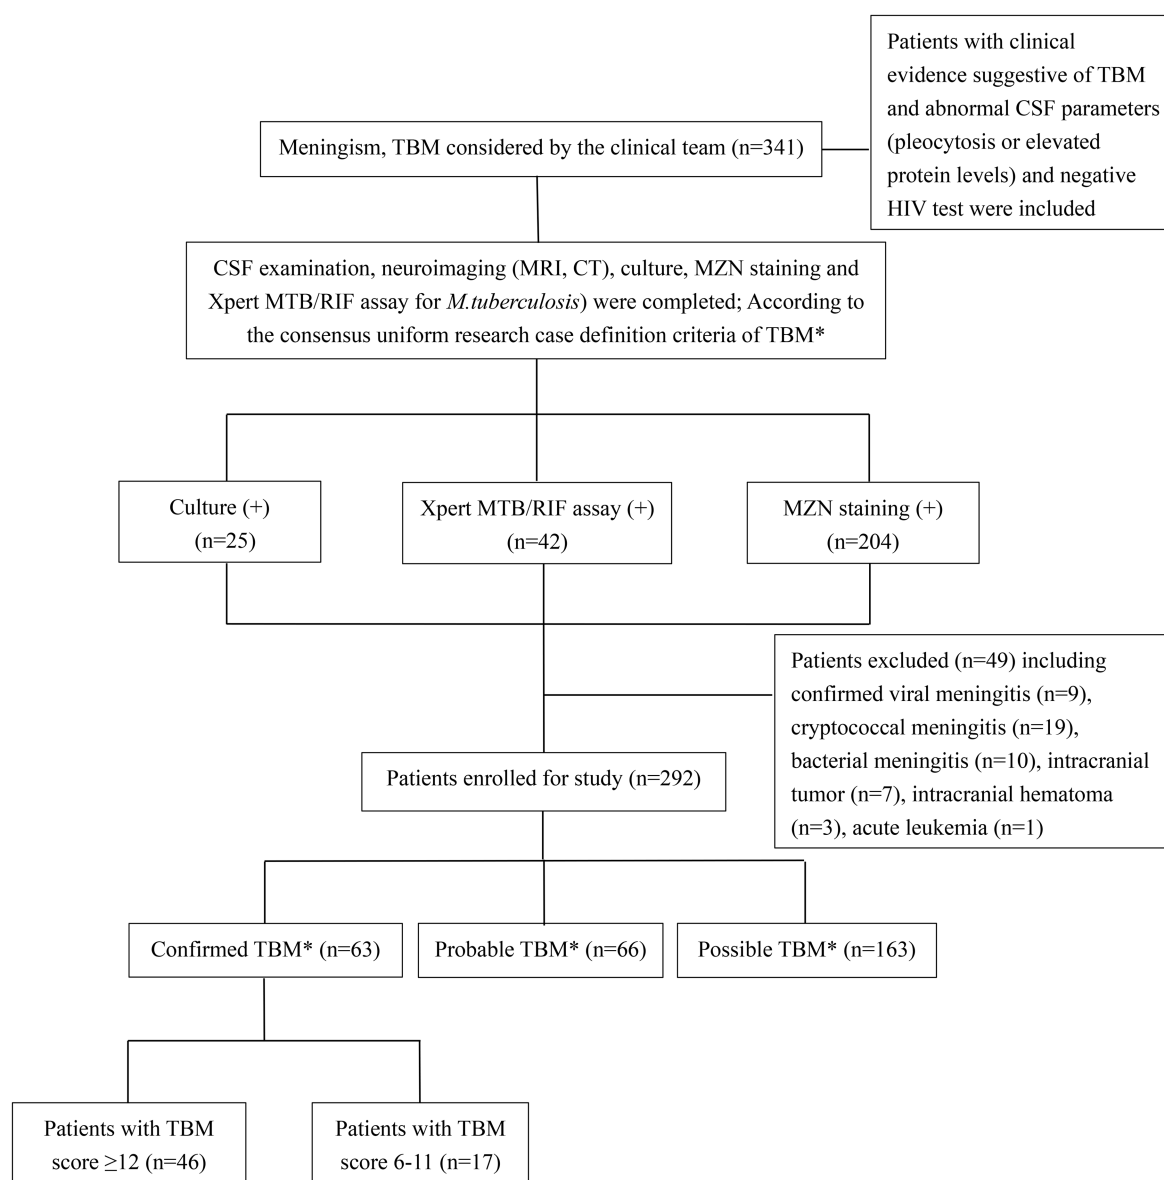 Patients with clinical
evidence suggestive of TBM
and abnormal CSF parameters
(pleocytosis or elevated
protein levels) and negative
HIV test were included
Meningism, TBM considered by the clinical team (n=341)
CSF examination, neuroimaging (MRI, CT), culture, MZN staining and
Xpert MTB/RIF assay for M.tuberculosis) were completed; According to
the consensus uniform research case definition criteria of TBM*
Culture (+)
(n=25)
Xpert MTB/RIF assay (+)
(n=42)
MZN staining (+)
(n=204)
Patients excluded (n=49) including
confirmed viral meningitis (n=9),
cryptococcal meningitis (n=19),
bacterial meningitis (n=10), intracranial
tumor (n=7), intracranial hematoma
(n=3), acute leukemia (n=1)
Patients enrolled for study (n=292)
Confirmed TBM* (n=63)
Probable TBM* (n=66)
Possible TBM* (n=163)
Patients with TBM
score ≥12 (n=46)
Patients with TBM
score 6-11 (n=17)